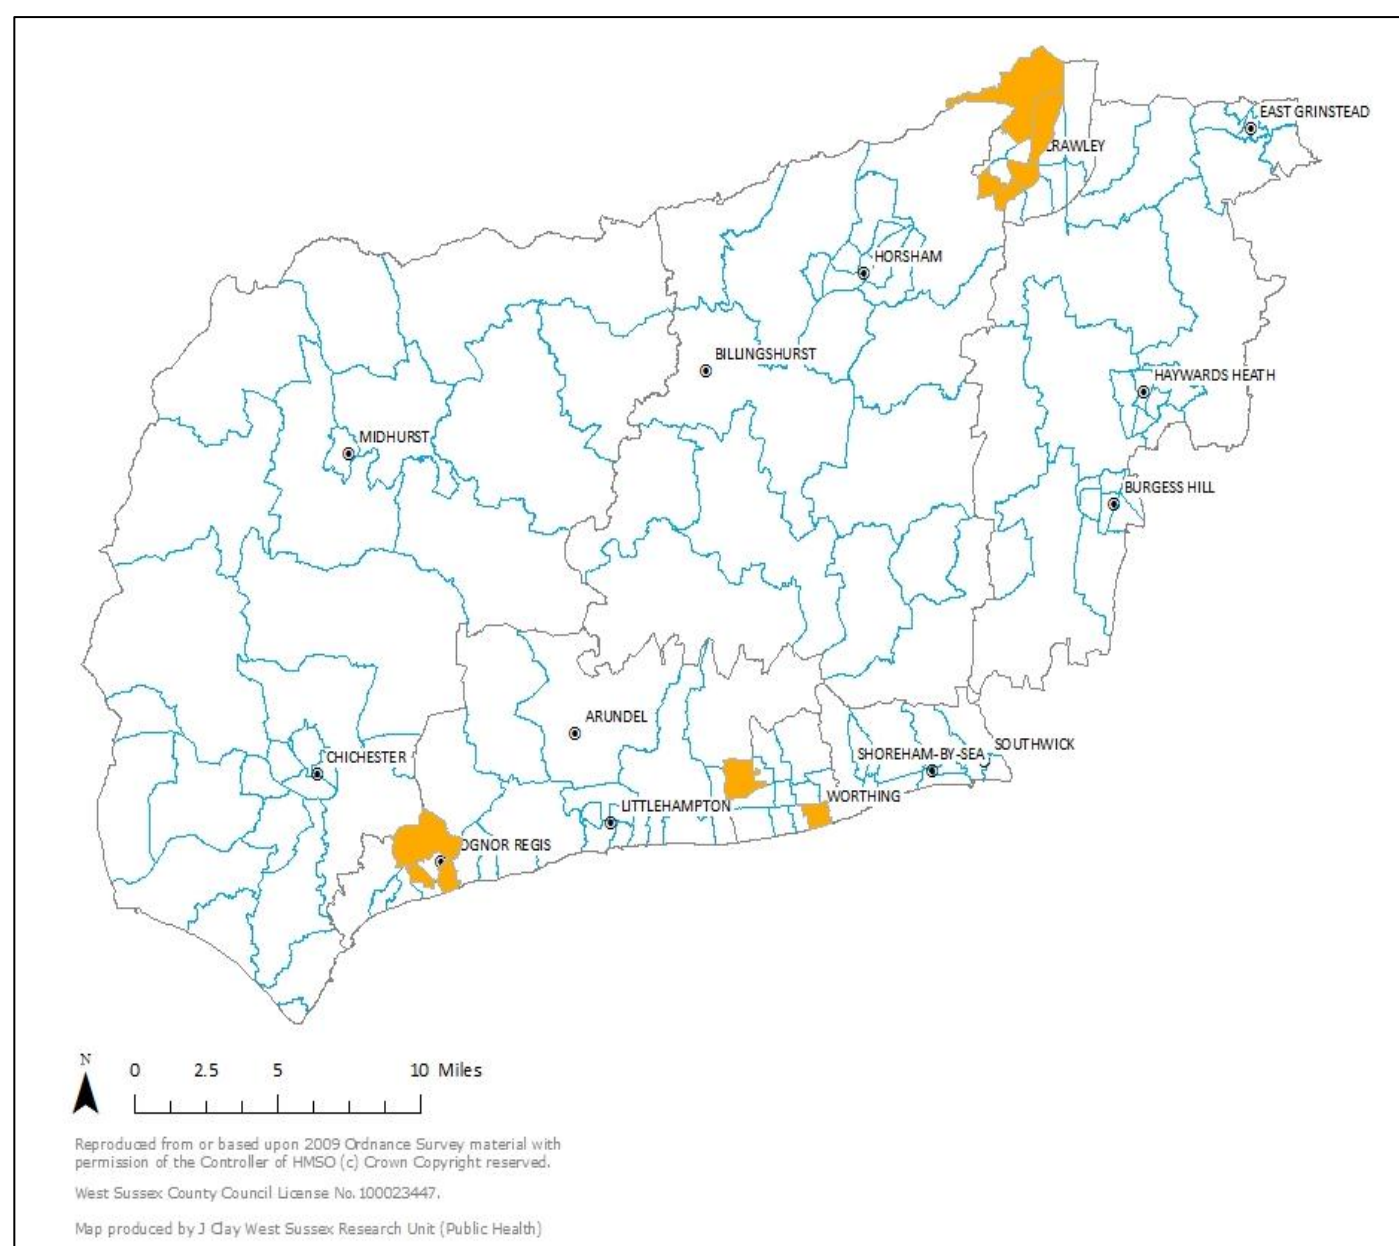 EAST GRINSTEAD
CRAWLEY
HORSHAM
BILLINGSHURST
HAYWARDS HEATH
MIDHURST
BURGESS HILL
ARUNDEL
SOUTHWICK
SHOREHAM-BY-SEA
CHICHESTER
WORTHING
LITTLEHAMPTON
OGNOR REGIS
N
0 2.5 5 10 Miles
Reproduced from or based upon 2009 Ordnance Survey material with
permission of the Controller of HMSO (c) Crown Copyright reserved.
West Sussex County Council License No. 100023447.
Map produced by J Clay West Sussex Research Unit (Public Health)